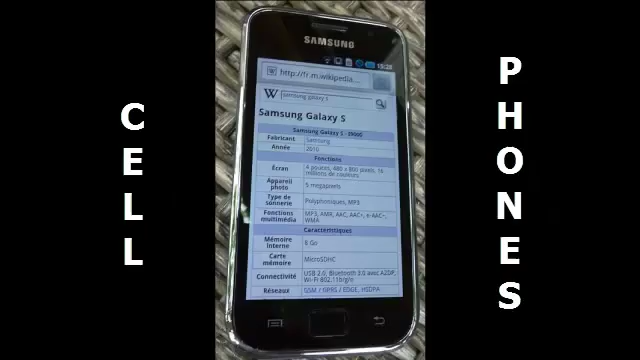 CELL
PHONES
SAMSUNG
15:28
http://fr.m.wikipedia...
W samsung galaxy s
Samsung Galaxy S
Samsung Galaxy S - I9000
Fabricant Samsung
Année 2010
Fonctions
Écran 4 pouces, 480 x 800 pixels, 16
millions de couleurs
Appareil photo 5 megapixels
Type de sonnerie Polyphoniques, MP3
Fonctions multimédia MP3, AMR, AAC, AAC+, e-AAC+,
WMA
Caractéristiques
Mémoire interne 8 Go
Carte mémoire MicroSDHC
Connectivité USB 2.0, Bluetooth 3.0 avec A2DP,
Wi-Fi 802.11b/g/n
Réseaux GSM / GPRS / EDGE, HSDPA